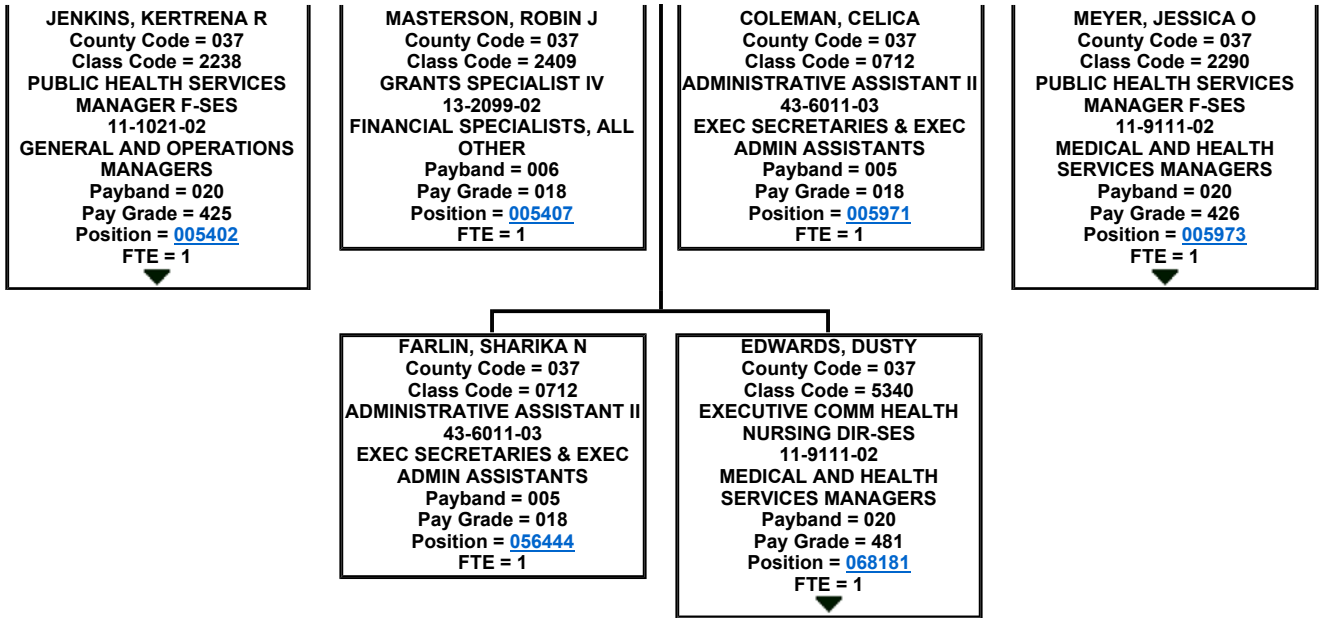 JENKINS, KERTRENA R
County Code = 037
Class Code = 2238
PUBLIC HEALTH SERVICES
MANAGER F-SES
11-1021-02
GENERAL AND OPERATIONS
MANAGERS
Payband = 020
Pay Grade = 425
Position = 005402
FTE = 1
MASTERSON, ROBIN J
County Code = 037
Class Code = 2409
GRANTS SPECIALIST IV
13-2099-02
FINANCIAL SPECIALISTS, ALL
OTHER
Payband = 006
Pay Grade = 018
Position = 005407
FTE = 1
COLEMAN, CELICA
County Code = 037
Class Code = 0712
ADMINISTRATIVE ASSISTANT II
43-6011-03
EXEC SECRETARIES & EXEC
ADMIN ASSISTANTS
Payband = 005
Pay Grade = 018
Position = 005971
FTE = 1
MEYER, JESSICA O
County Code = 037
Class Code = 2290
PUBLIC HEALTH SERVICES
MANAGER F-SES
11-9111-02
MEDICAL AND HEALTH
SERVICES MANAGERS
Payband = 020
Pay Grade = 426
Position = 005973
FTE = 1
FARLIN, SHARIKA N
County Code = 037
Class Code = 0712
ADMINISTRATIVE ASSISTANT II
43-6011-03
EXEC SECRETARIES & EXEC
ADMIN ASSISTANTS
Payband = 005
Pay Grade = 018
Position = 056444
FTE = 1
EDWARDS, DUSTY
County Code = 037
Class Code = 5340
EXECUTIVE COMM HEALTH
NURSING DIR-SES
11-9111-02
MEDICAL AND HEALTH
SERVICES MANAGERS
Payband = 020
Pay Grade = 481
Position = 068181
FTE = 1